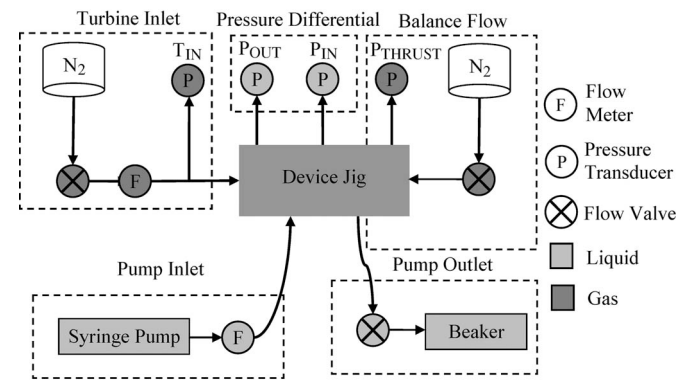 Turbine Inlet
Pressure Differential
Balance Flow
N2
TIN
P
POUT
P
PIN
P
PTHRUST
P
N2
F
Flow
Meter
P
Pressure
Transducer
Flow Valve
Liquid
Gas
F
Device Jig
Pump Inlet
Syringe Pump
F
Pump Outlet
Beaker